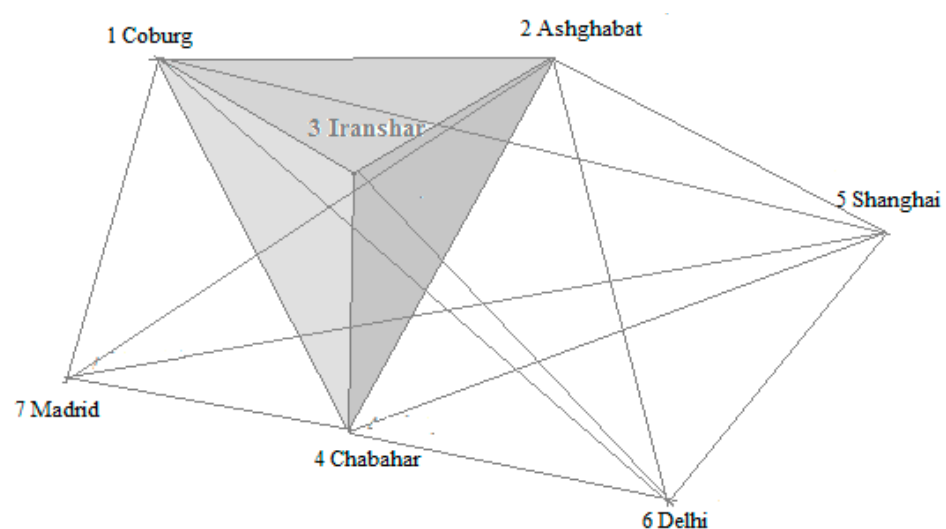 1 Coburg
2 Ashghabat
3 Iranshar
5 Shanghai
7 Madrid
4 Chabahar
6 Delhi